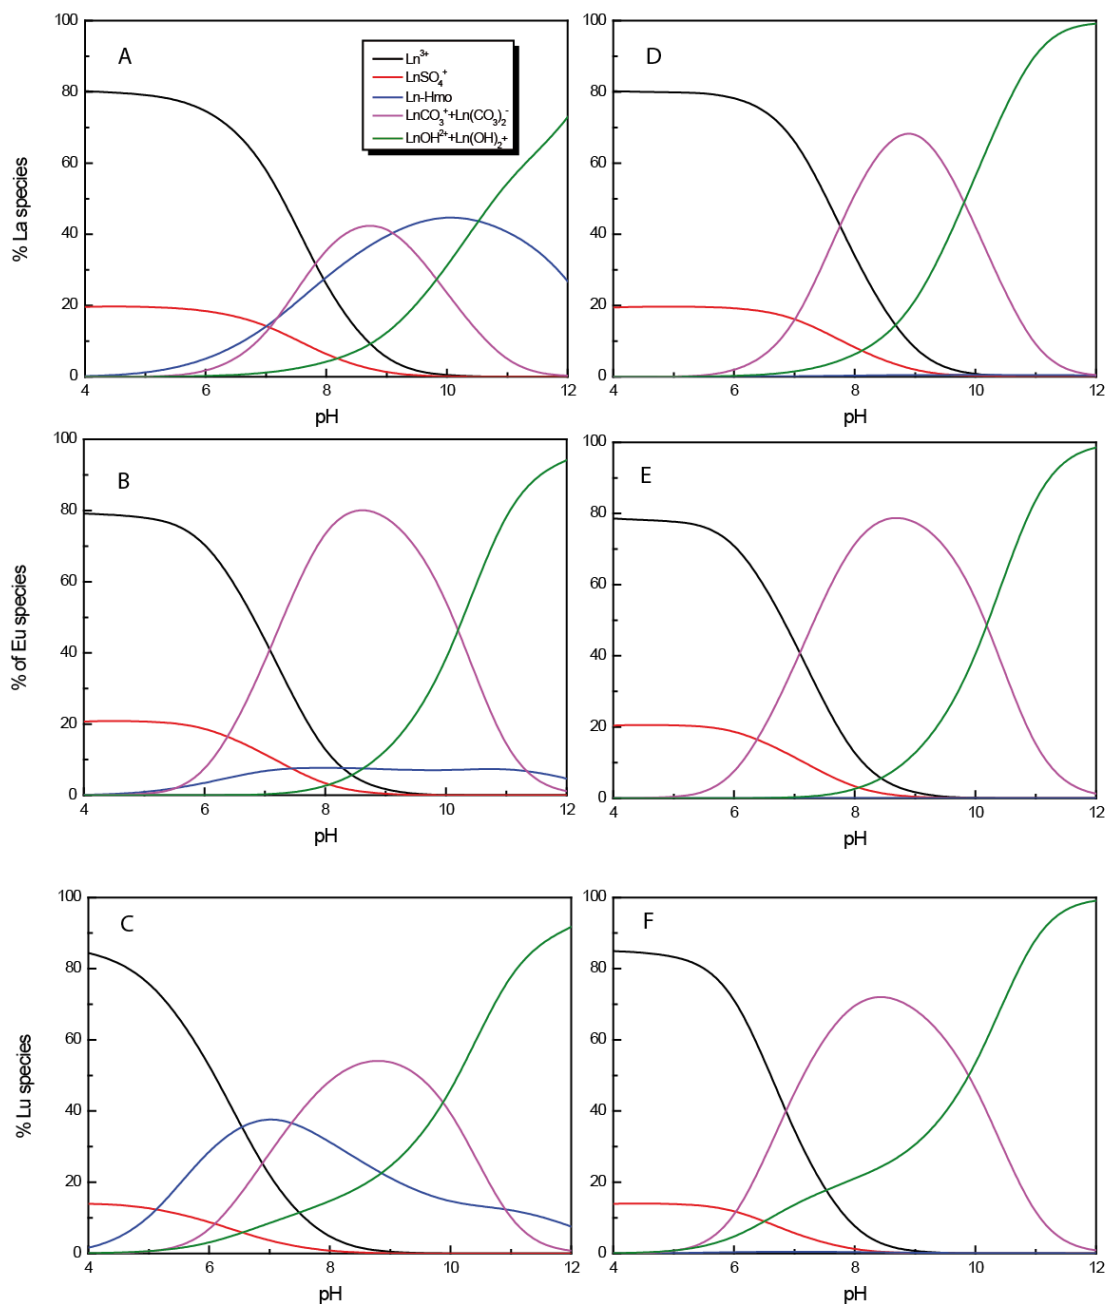 A
Ln³⁺
LnSO₄⁺
Ln-Hmo
LnCO₃⁺+Ln(CO₃)₂⁻
LnOH²⁺+Ln(OH)₂⁺
% La species
100
80
60
40
20
0
4 6 8 10 12
pH
D
100
80
60
40
20
0
4 6 8 10 12
pH
B
% of Eu species
100
80
60
40
20
0
4 6 8 10 12
pH
E
100
80
60
40
20
0
4 6 8 10 12
pH
C
% Lu species
100
80
60
40
20
0
4 6 8 10 12
pH
F
100
80
60
40
20
0
4 6 8 10 12
pH